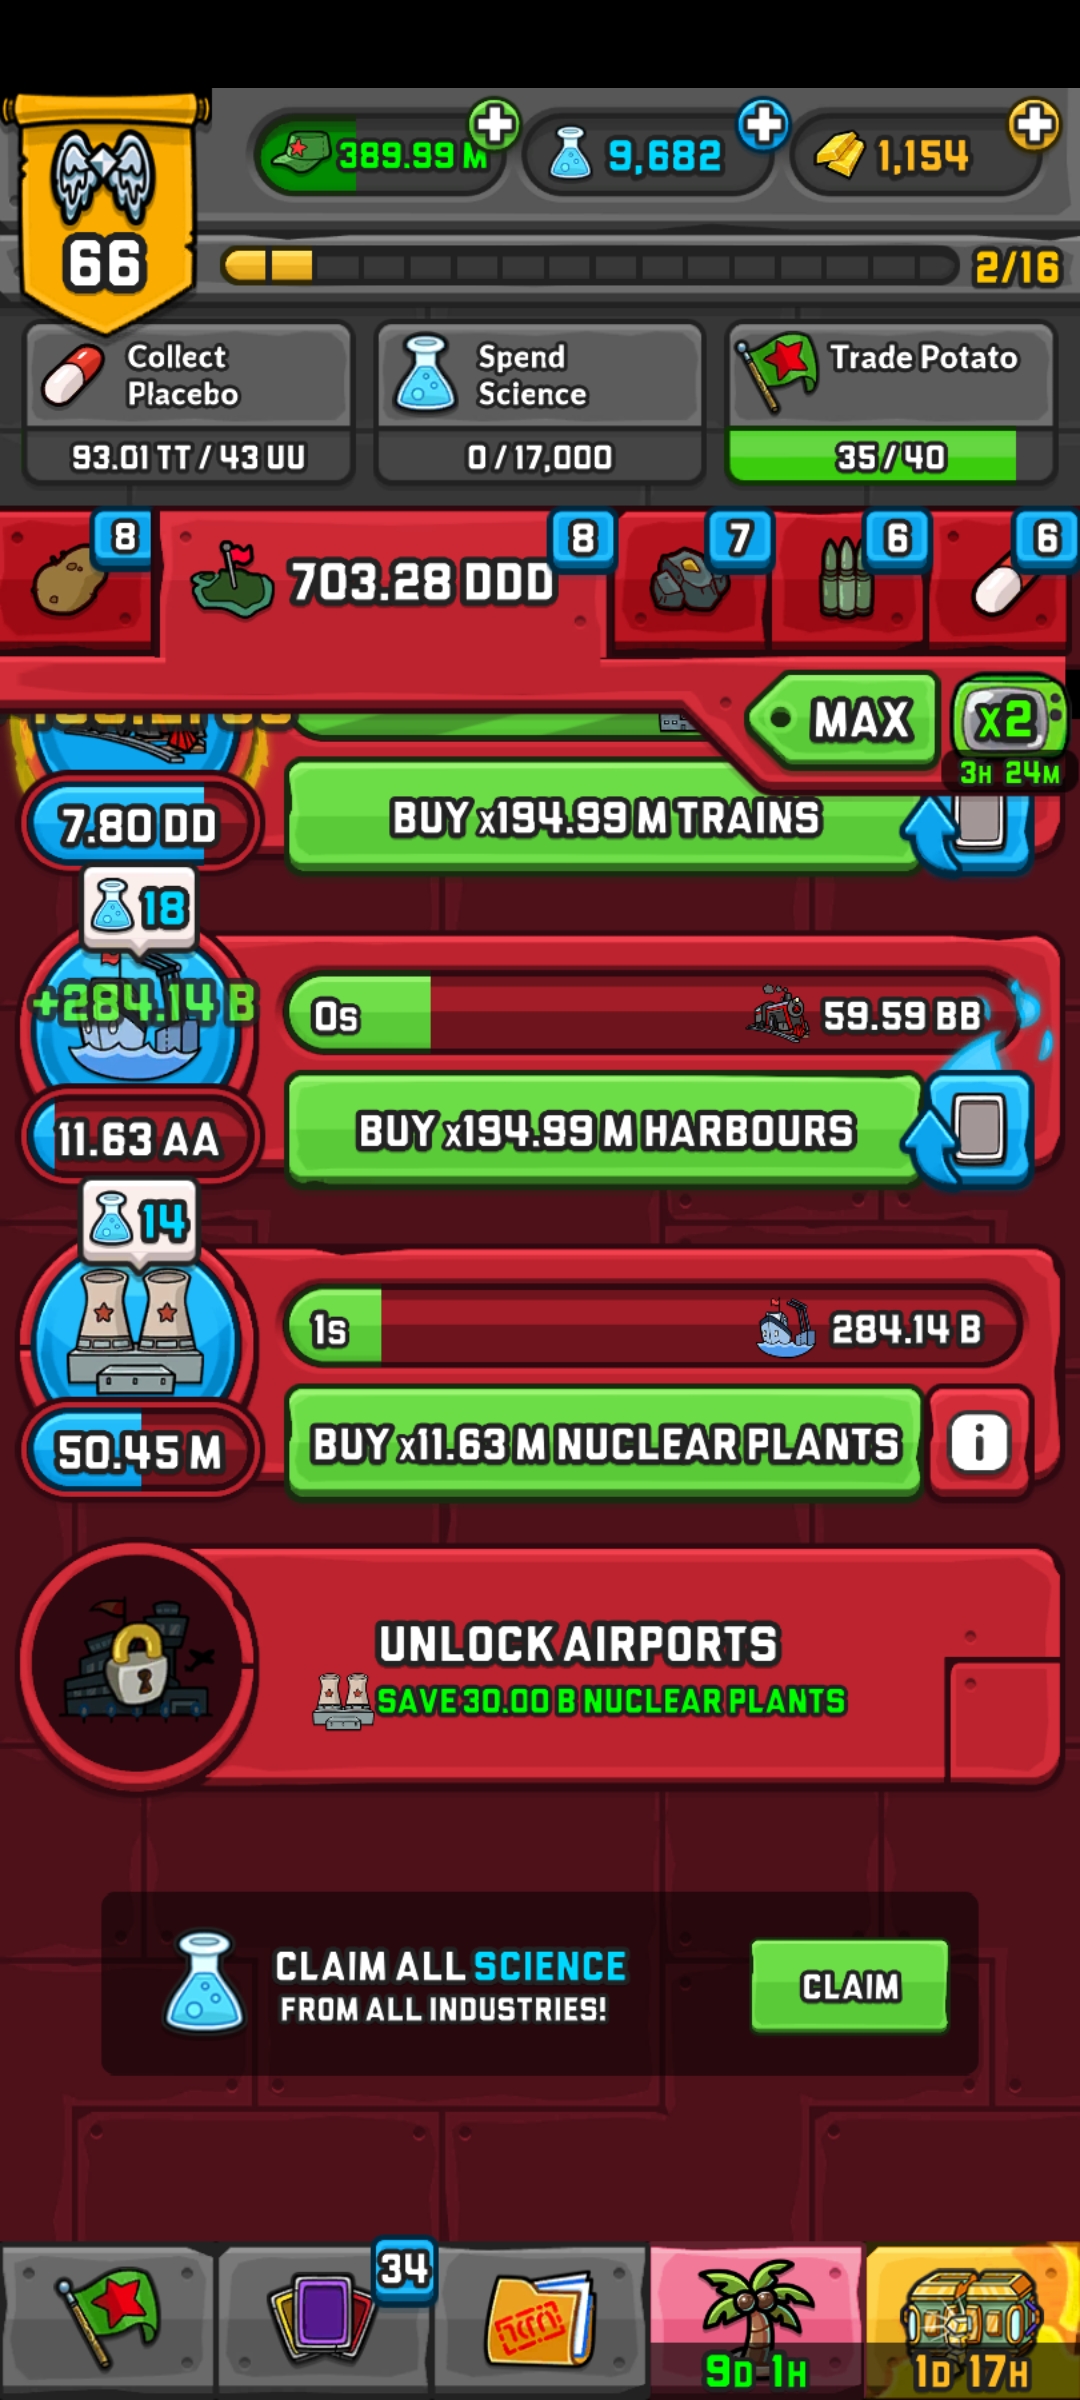 389.99 M
9,682
1,154
66
2/16
Collect
Placebo
93.01 TT / 43 UU
Spend
Science
0 / 17,000
Trade Potato
35 / 40
8
703.28 DDD
8
7
6
6
MAX
x2
3H 24M
7.80 DD
BUY x194.99 M TRAINS
18
+284.14 B
0s
59.59 BB
11.63 AA
BUY x194.99 M HARBOURS
14
1s
284.14 B
50.45 M
BUY x11.63 M NUCLEAR PLANTS
i
UNLOCK AIRPORTS
SAVE 30.00 B NUCLEAR PLANTS
CLAIM ALL SCIENCE
FROM ALL INDUSTRIES!
CLAIM
34
9D 1H
1D 17H